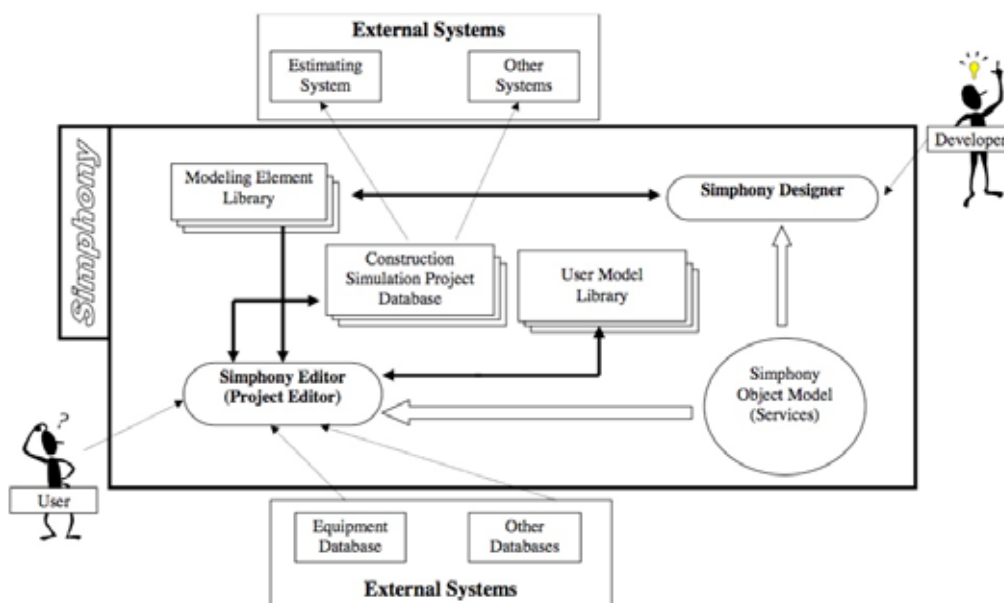 External Systems
Estimating
System
Other
Systems
Developer
Simphony
Modeling Element
Library
Simphony Designer
Construction
Simulation Project
Database
User Model
Library
Simphony Editor
(Project Editor)
Simphony
Object Model
(Services)
?
User
Equipment
Database
Other
Databases
External Systems